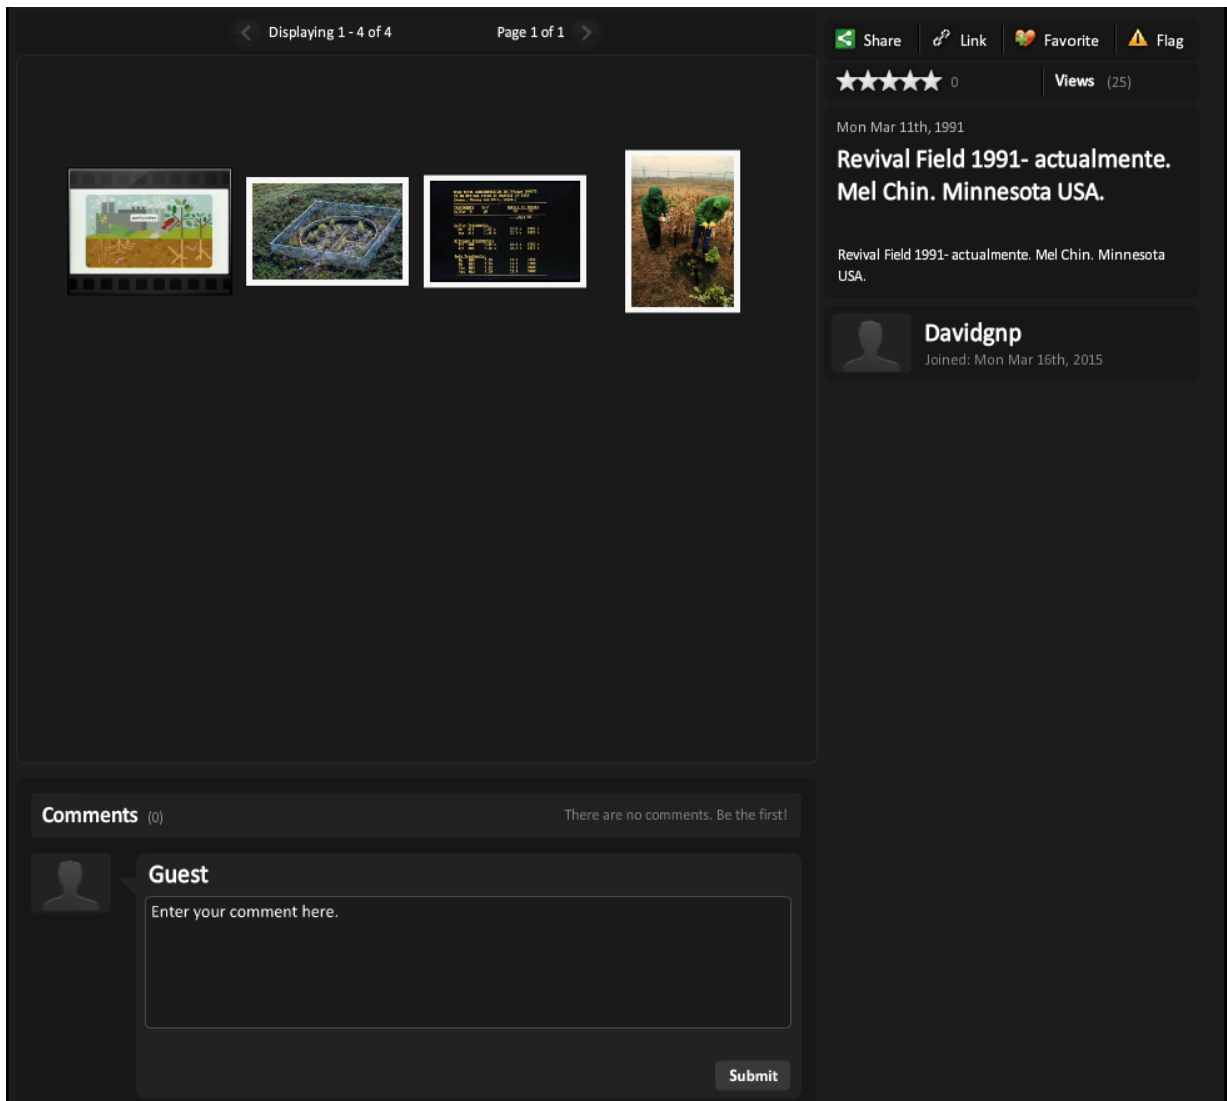 Displaying 1 - 4 of 4 Page 1 of 1
Share Link Favorite Flag
0 Views (25)
Mon Mar 11th, 1991
Revival Field 1991- actualmente.
Mel Chin. Minnesota USA.
Revival Field 1991- actualmente. Mel Chin. Minnesota
USA.
Davidgnp
Joined: Mon Mar 16th, 2015
Comments (0) There are no comments. Be the first!
Guest
Enter your comment here.
Submit